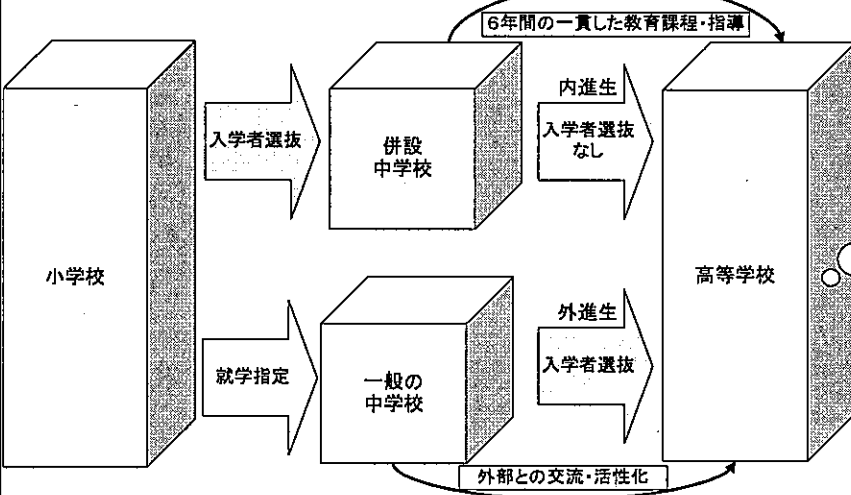 6年間の一貫した教育課程・指導
内進生
入学者選抜
併設
中学校
入学者選抜
なし
小学校
高等学校
外進生
就学指定
一般の
中学校
入学者選抜
外部との交流・活性化